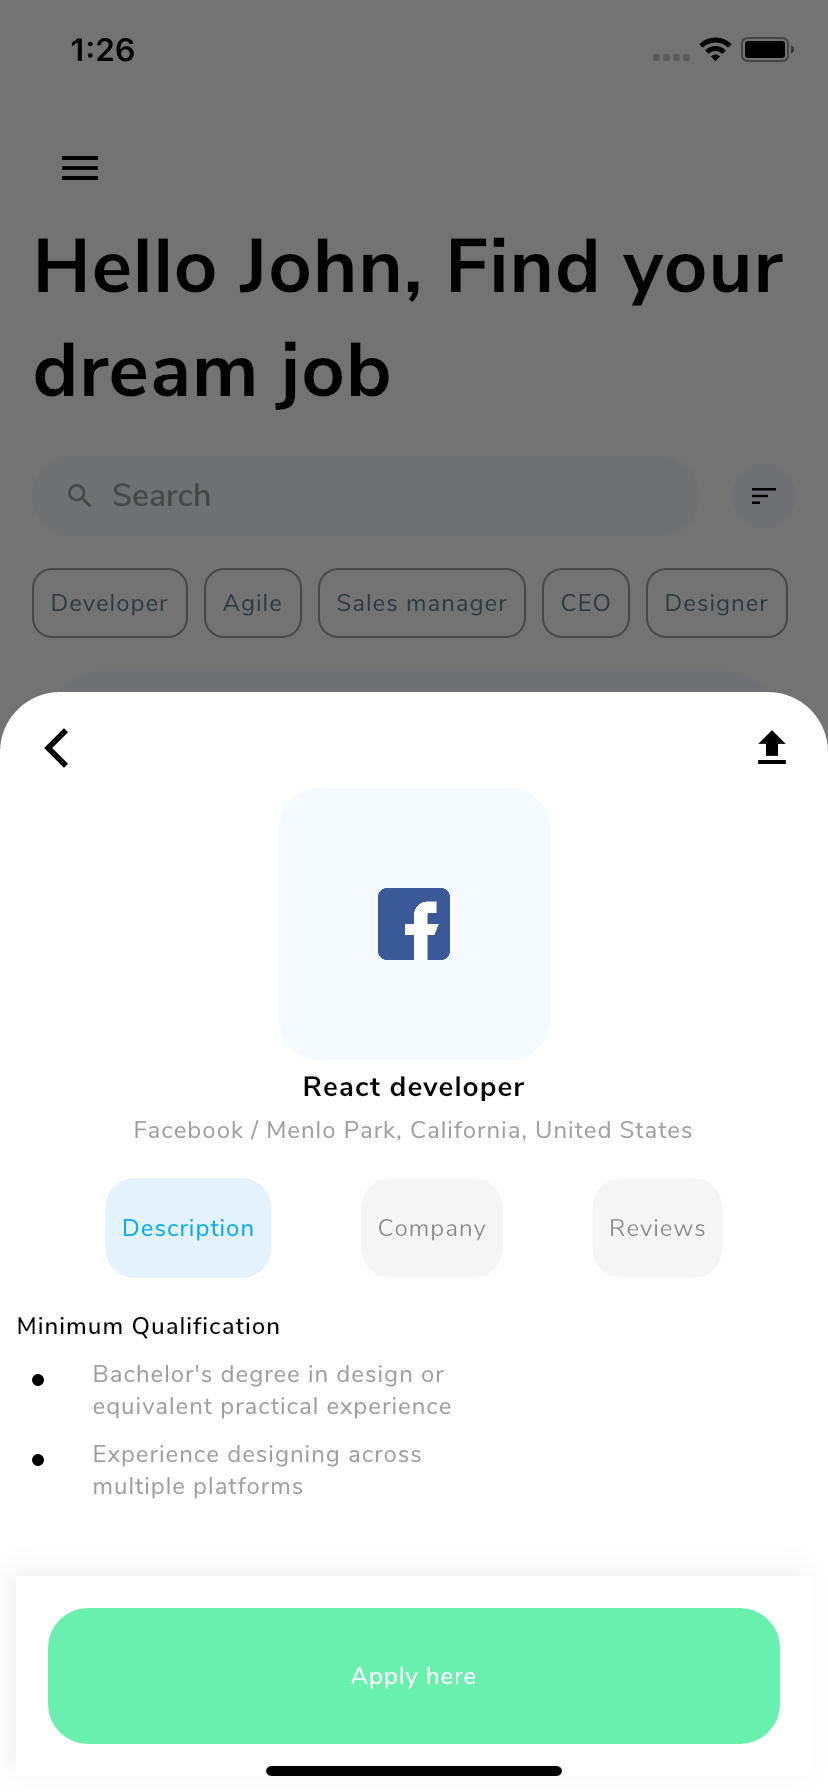 1:26
Hello John, Find your
dream job
Search
Developer Agile Sales manager CEO Designer
React developer
Facebook / Menlo Park, California, United States
Description Company Reviews
Minimum Qualification
Bachelor's degree in design or
equivalent practical experience
Experience designing across
multiple platforms
Apply here